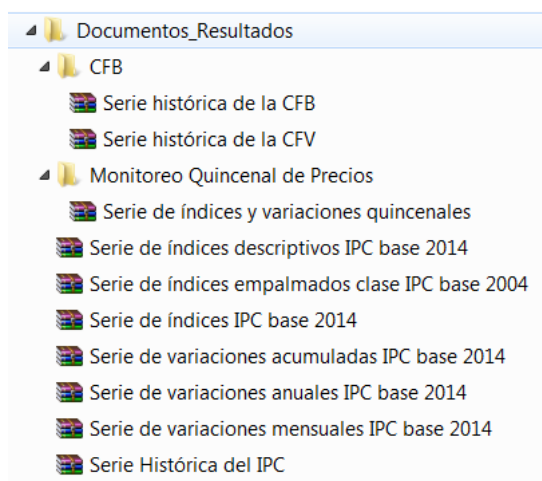 Documentos_Resultados
CFB
Serie histórica de la CFB
Serie histórica de la CFV
Monitoreo Quincenal de Precios
Serie de índices y variaciones quincenales
Serie de índices descriptivos IPC base 2014
Serie de índices empalmados clase IPC base 2004
Serie de índices IPC base 2014
Serie de variaciones acumuladas IPC base 2014
Serie de variaciones anuales IPC base 2014
Serie de variaciones mensuales IPC base 2014
Serie Histórica del IPC